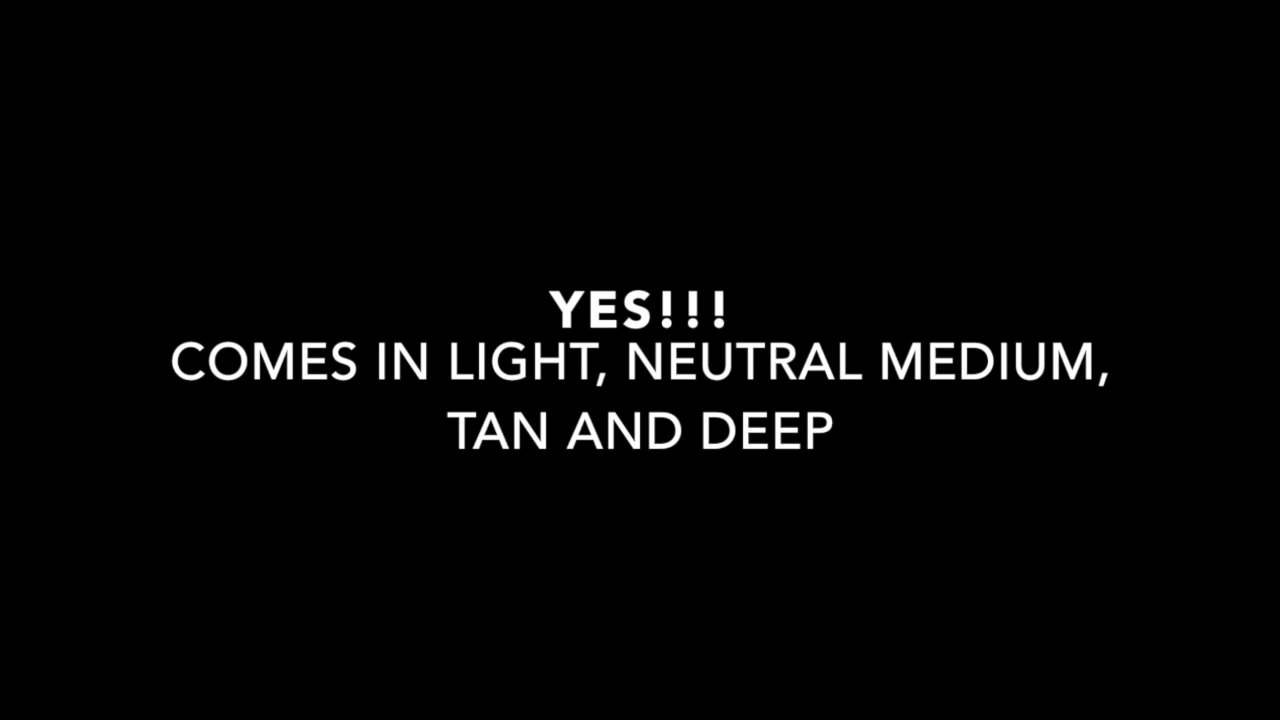 YES!!!
COMES IN LIGHT, NEUTRAL MEDIUM,
TAN AND DEEP